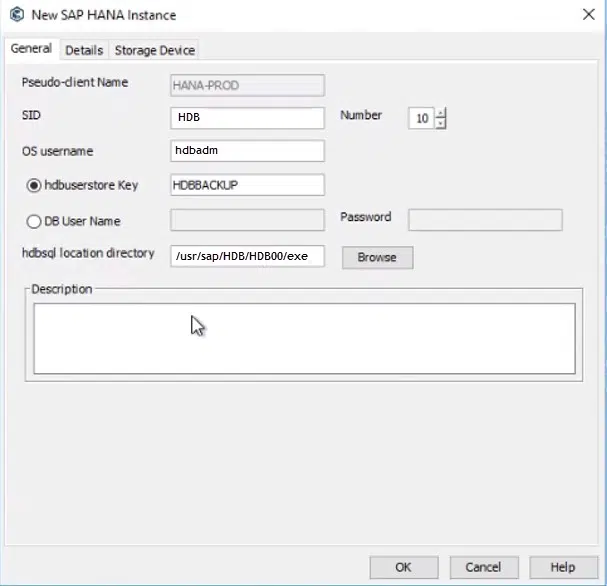 New SAP HANA Instance
General Details Storage Device
Pseudo-client Name HANA-PROD
SID HDB Number 10
OS username hdbadm
hdbuserstore Key HDBBACKUP
DB User Name Password
hdbsql location directory /usr/sap/HDB/HDB00/exe Browse
Description
OK Cancel Help